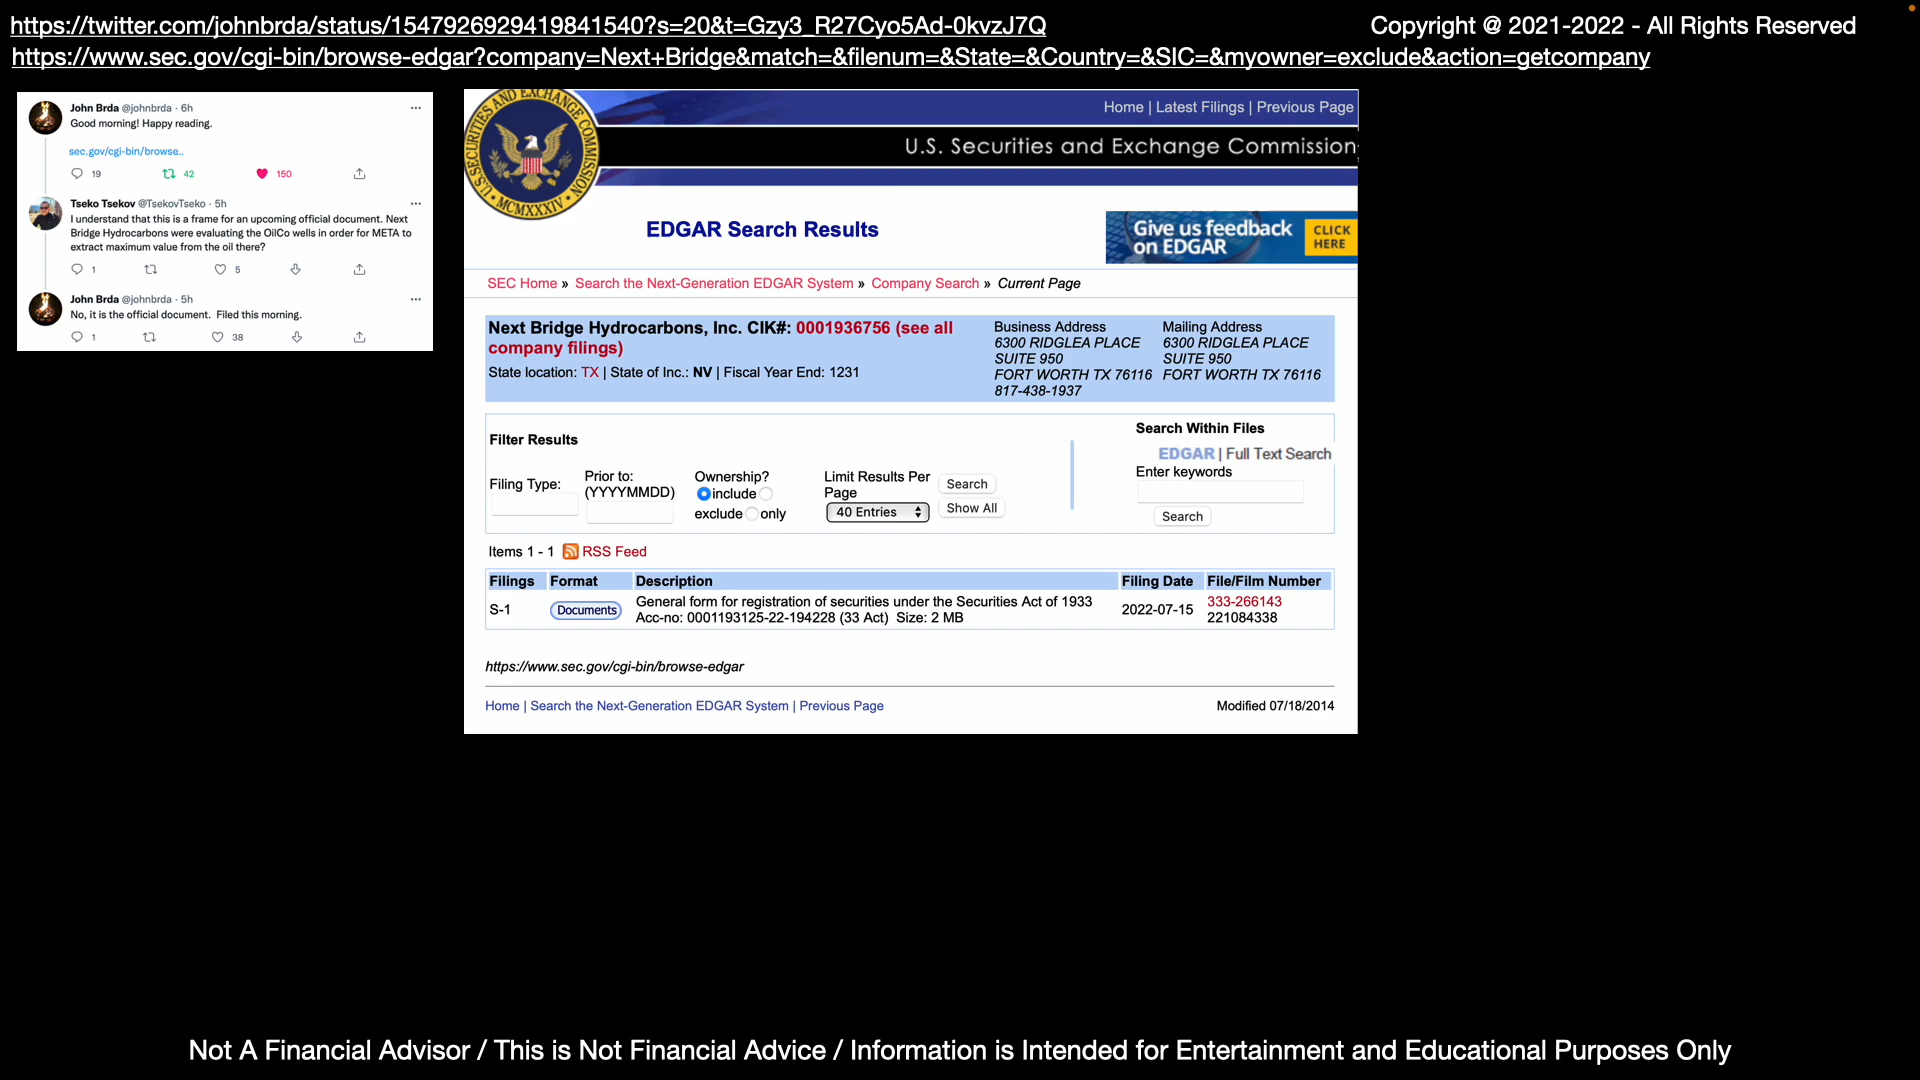 https://twitter.com/johnbrda/status/1547926929419841540?s=20&t=Gzy3_R27Cyo5Ad-0kvzJ7Q
Copyright @ 2021-2022 - All Rights Reserved
https://www.sec.gov/cgi-bin/browse-edgar?company=Next+Bridge&match=&filenum=&State=&Country=&SIC=&myowner=exclude&action=getcompany
John Brda @johnbrda · 6h
Good morning! Happy reading.
sec.gov/cgi-bin/browse…
19 42 150
Tseko Tsekov @TsekovTseko · 5h
I understand that this is a frame for an upcoming official document. Next
Bridge Hydrocarbons were evaluating the OilCo wells in order for META to
extract maximum value from the oil there?
1 5
John Brda @johnbrda · 5h
No, it is the official document. Filed this morning.
1 38
U.S. SECURITIES AND EXCHANGE COMMISSION
MCMXXXIV
Home | Latest Filings | Previous Page
U.S. Securities and Exchange Commission
EDGAR Search Results
Give us feedback
on EDGAR
CLICK
HERE
SEC Home » Search the Next-Generation EDGAR System » Company Search » Current Page
Next Bridge Hydrocarbons, Inc. CIK#: 0001936756 (see all
company filings)
State location: TX | State of Inc.: NV | Fiscal Year End: 1231
Business Address
6300 RIDGLEA PLACE
SUITE 950
FORT WORTH TX 76116
817-438-1937
Mailing Address
6300 RIDGLEA PLACE
SUITE 950
FORT WORTH TX 76116
Filter Results
Filing Type:
Prior to:
(YYYYMMDD)
Ownership?
include
exclude only
Limit Results Per
Page
40 Entries
Search
Show All
Search Within Files
EDGAR | Full Text Search
Enter keywords
Search
Items 1 - 1 RSS Feed
Filings Format Description Filing Date File/Film Number
S-1 Documents General form for registration of securities under the Securities Act of 1933 2022-07-15 333-266143
Acc-no: 0001193125-22-194228 (33 Act) Size: 2 MB 221084338
https://www.sec.gov/cgi-bin/browse-edgar
Home | Search the Next-Generation EDGAR System | Previous Page
Modified 07/18/2014
Not A Financial Advisor / This is Not Financial Advice / Information is Intended for Entertainment and Educational Purposes Only